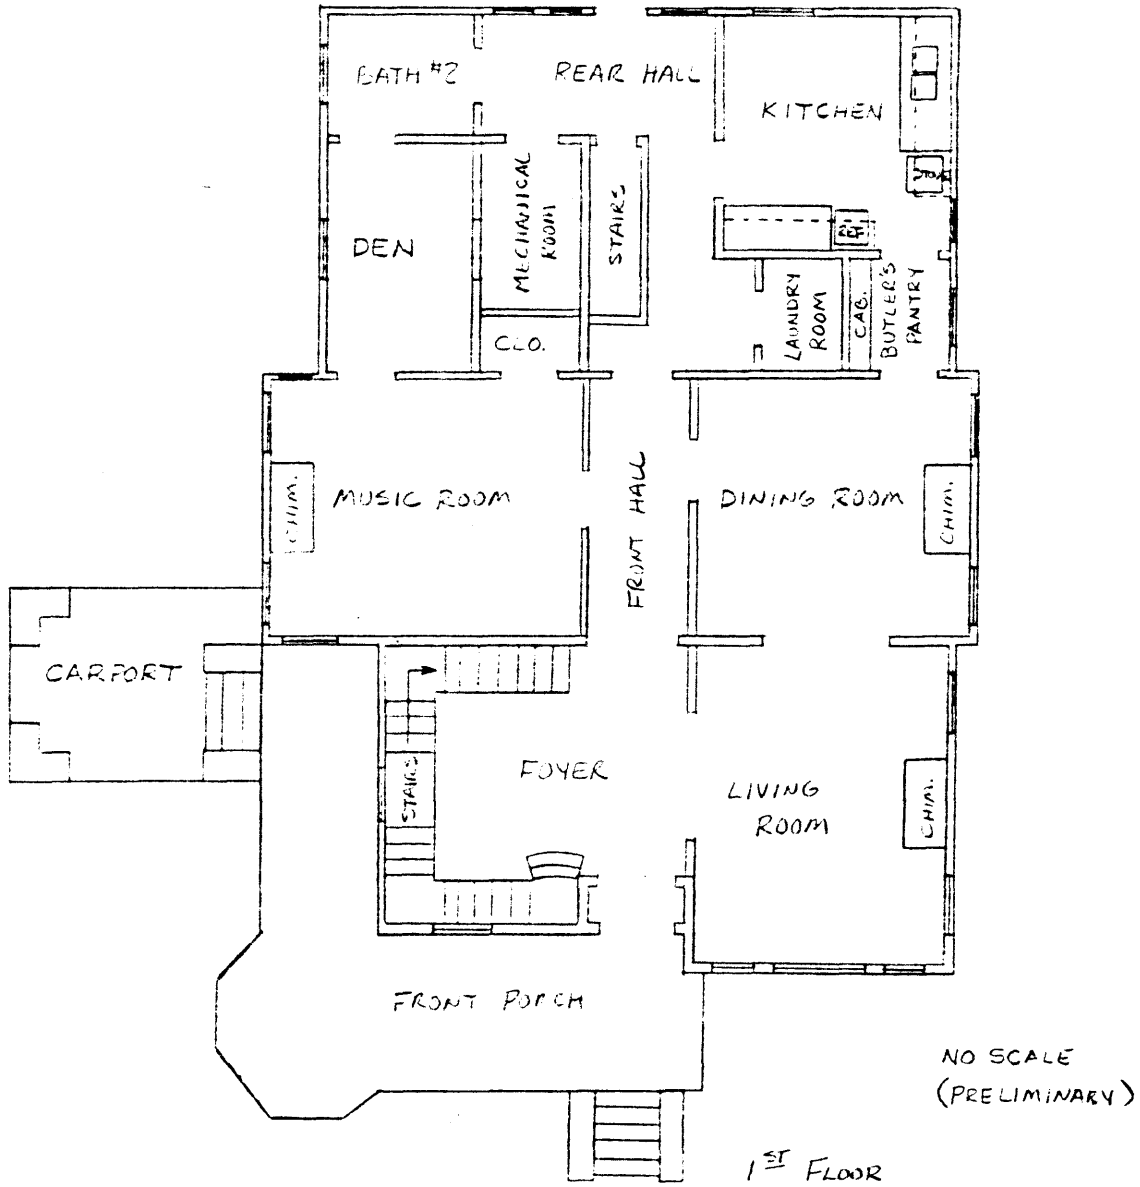 BATH #2
REAR HALL
KITCHEN
MECHANICAL
ROOM
STAIRS
DEN
REF
LAUNDRY
ROOM
CAB.
BUTLER'S
PANTRY
CLO.
CHIM.
MUSIC ROOM
FRONT HALL
DINING ROOM
CHIM.
CARPORT
STAIRS
FOYER
LIVING
ROOM
CHIM.
FRONT PORCH
NO SCALE
(PRELIMINARY)
1ST FLOOR